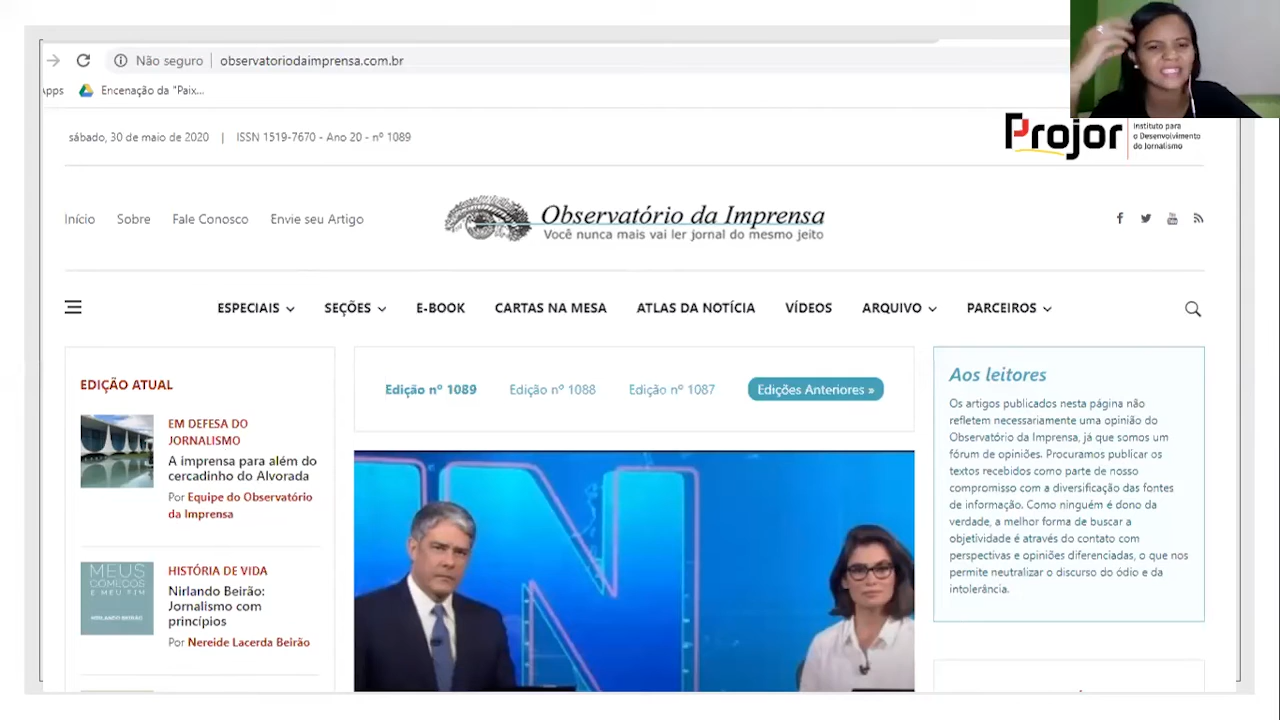 Não seguro | observatoriodaimprensa.com.br
Apps
Encenação da "Paix...
sábado, 30 de maio de 2020 | ISSN 1519-7670 - Ano 20 - nº 1089
Projor
Instituto para
o Desenvolvimento
do Jornalismo
Início Sobre Fale Conosco Envie seu Artigo
Observatório da Imprensa
Você nunca mais vai ler jornal do mesmo jeito
ESPECIAIS SEÇÕES E-BOOK CARTAS NA MESA ATLAS DA NOTÍCIA VÍDEOS ARQUIVO PARCEIROS
EDIÇÃO ATUAL
EM DEFESA DO
JORNALISMO
A imprensa para além do
cercadinho do Alvorada
Por Equipe do Observatório
da Imprensa
MEUS
COMEÇOS
E MEU FIM
NIRLANDO BEIRÃO
HISTÓRIA DE VIDA
Nirlando Beirão:
Jornalismo com
princípios
Por Nereide Lacerda Beirão
Edição nº 1089 Edição nº 1088 Edição nº 1087 Edições Anteriores »
Aos leitores
Os artigos publicados nesta página não
refletem necessariamente uma opinião do
Observatório da Imprensa, já que somos um
fórum de opiniões. Procuramos publicar os
textos recebidos como parte de nosso
compromisso com a diversificação das fontes
de informação. Como ninguém é dono da
verdade, a melhor forma de buscar a
objetividade é através do contato com
perspectivas e opiniões diferenciadas, o que nos
permite neutralizar o discurso do ódio e da
intolerância.